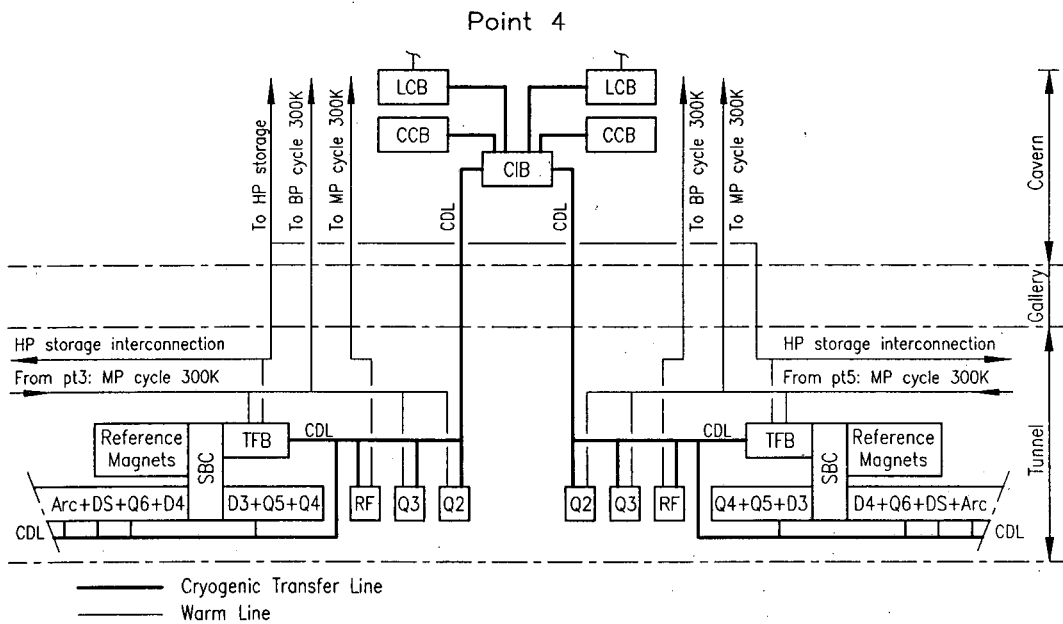 Point 4
LCB
LCB
CCB
CCB
CIB
To HP storage
To BP cycle 300K
To MP cycle 300K
CDL
CDL
To BP cycle 300K
To MP cycle 300K
Cavern
Gallery
Tunnel
HP storage interconnection
HP storage interconnection
From pt3: MP cycle 300K
From pt5: MP cycle 300K
Reference
Magnets
SBC
TFB
CDL
CDL
TFB
SBC
Reference
Magnets
Arc+DS+Q6+D4
D3+Q5+Q4
RF
Q3
Q2
Q2
Q3
RF
Q4+Q5+D3
D4+Q6+DS+Arc
CDL
CDL
Cryogenic Transfer Line
Warm Line